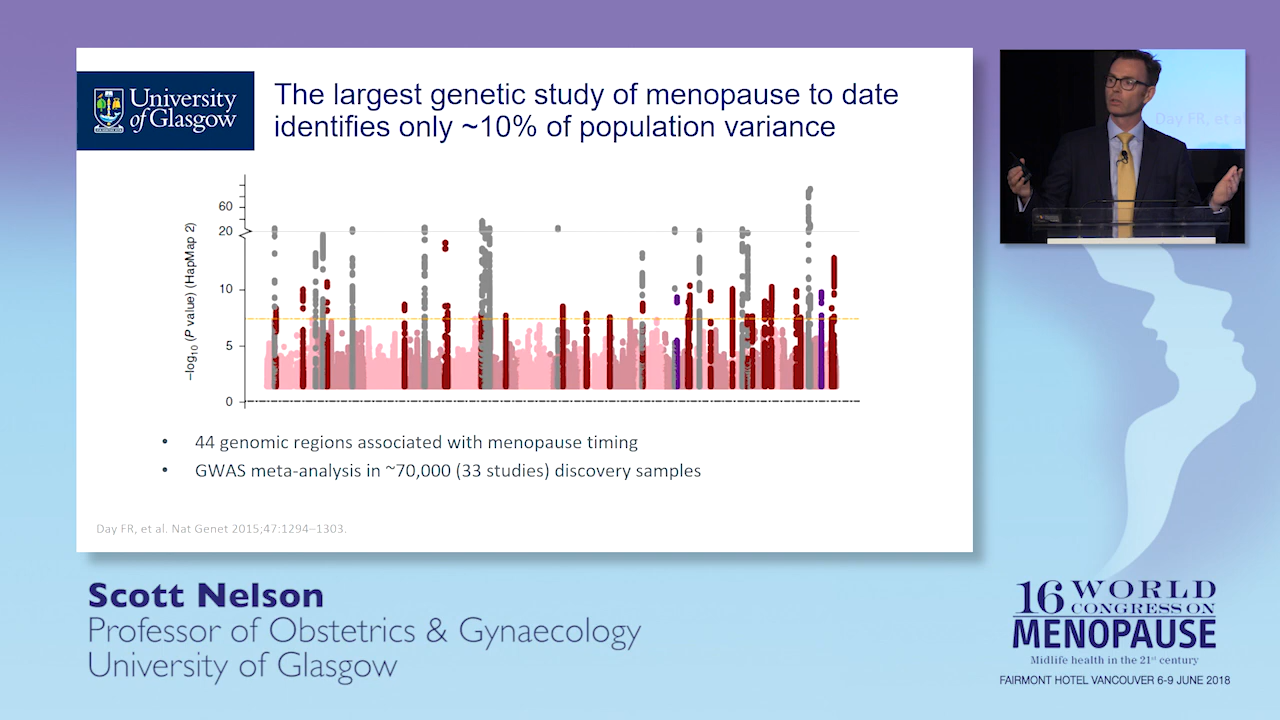 University
of Glasgow
The largest genetic study of menopause to date
identifies only ~10% of population variance
−log10 (P value) (HapMap 2)
60
20
10
5
0
• 44 genomic regions associated with menopause timing
• GWAS meta-analysis in ~70,000 (33 studies) discovery samples
Day FR, et al. Nat Genet 2015;47:1294–1303.
Day FR, et a
Scott Nelson
Professor of Obstetrics & Gynaecology
University of Glasgow
16 WORLD
CONGRESS ON
MENOPAUSE
Midlife health in the 21st century
FAIRMONT HOTEL VANCOUVER 6-9 JUNE 2018